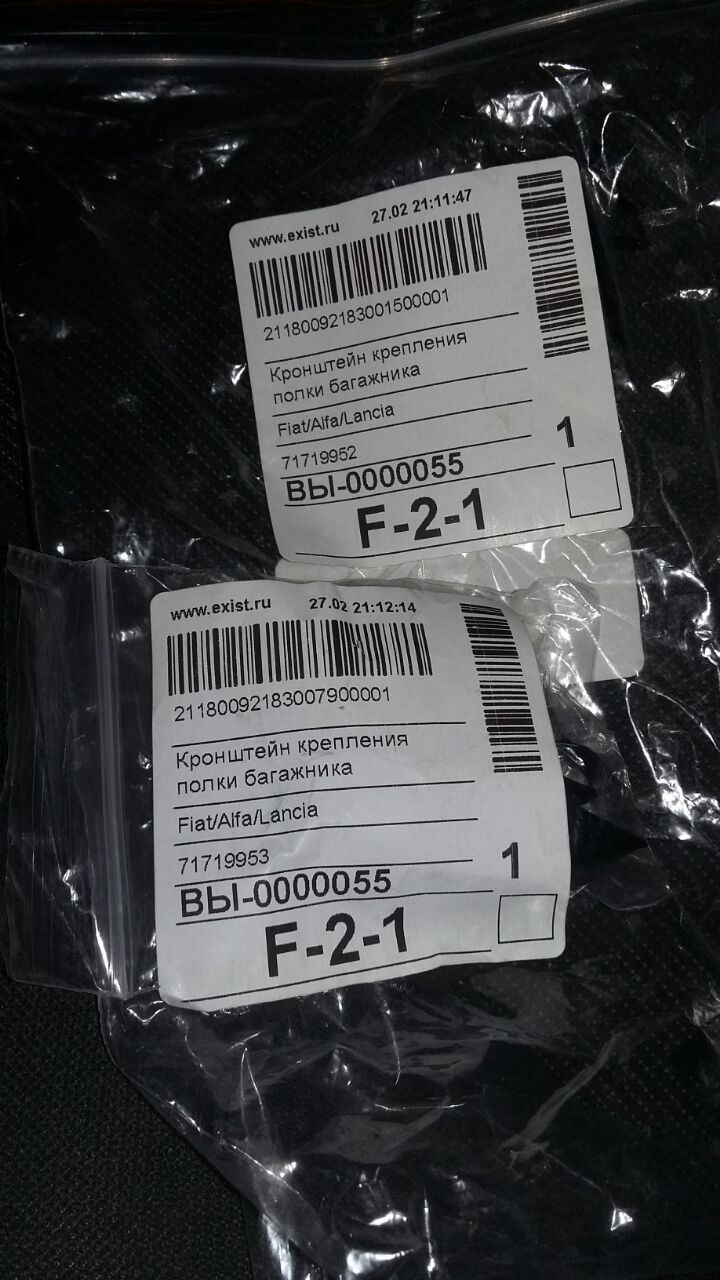 www.exist.ru 27.02 21:11:47
21180092183001500001
Кронштейн крепления
полки багажника
Fiat/Alfa/Lancia
71719952
1
ВЫ-0000055
F-2-1
www.exist.ru 27.02 21:12:14
21180092183007900001
Кронштейн крепления
полки багажника
Fiat/Alfa/Lancia
71719953
1
ВЫ-0000055
F-2-1